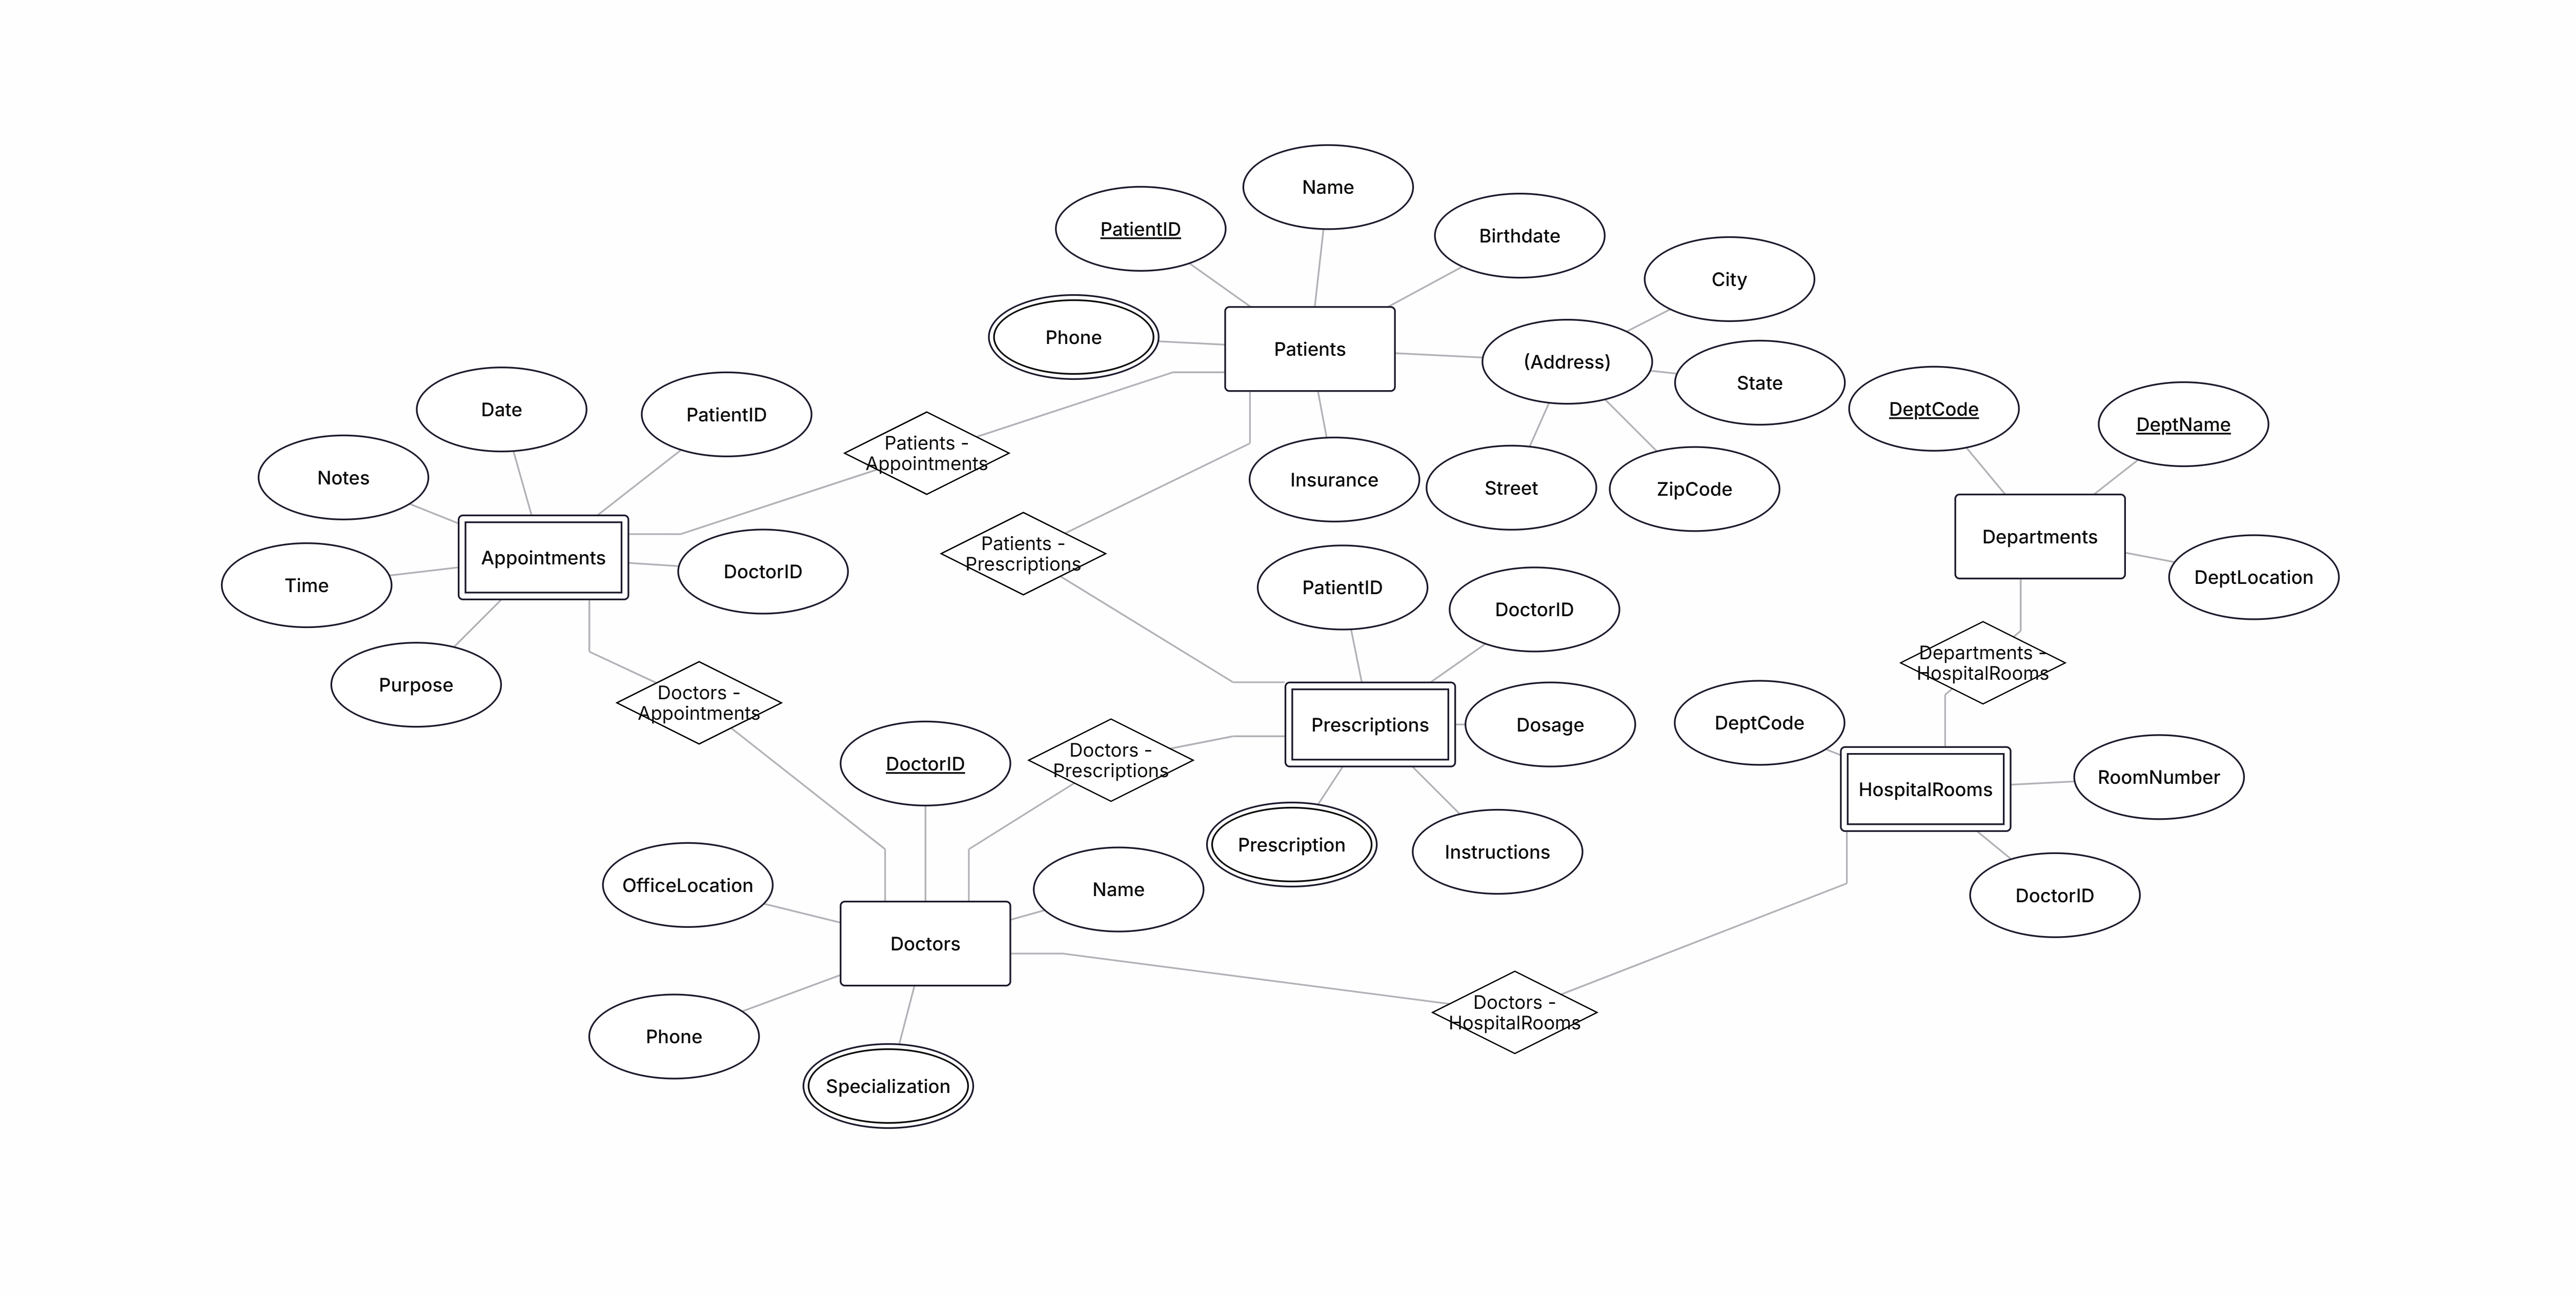 Name
PatientID
Birthdate
City
Phone
Patients
(Address)
State
Date
PatientID
DeptCode
DeptName
Patients -
Appointments
Notes
Insurance
Street
ZipCode
Departments
Patients -
Prescriptions
Appointments
DoctorID
Time
PatientID
DoctorID
DeptLocation
Departments -
HospitalRooms
Purpose
Doctors -
Appointments
Prescriptions
Dosage
DeptCode
DoctorID
Doctors -
Prescriptions
HospitalRooms
RoomNumber
Prescription
Instructions
OfficeLocation
Name
DoctorID
Doctors
Doctors -
HospitalRooms
Phone
Specialization